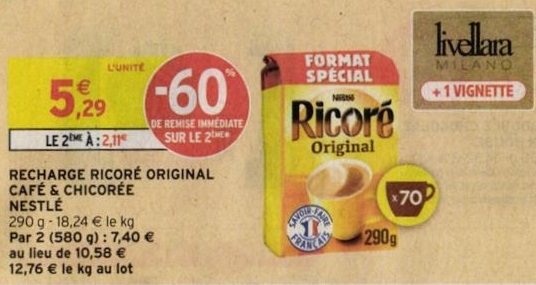 L'UNITÉ
5€,29
LE 2ÈME À : 2,11€
-60%
DE REMISE IMMÉDIATE
SUR LE 2ÈME
RECHARGE RICORÉ ORIGINAL
CAFÉ & CHICORÉE
NESTLÉ
290 g - 18,24 € le kg
Par 2 (580 g) : 7,40 €
au lieu de 10,58 €
12,76 € le kg au lot
FORMAT
SPÉCIAL
Nestlé
Ricoré
Original
x70
SAVOIR-FAIRE
FRANÇAIS
290g
livellara
MILANO
+ 1 VIGNETTE